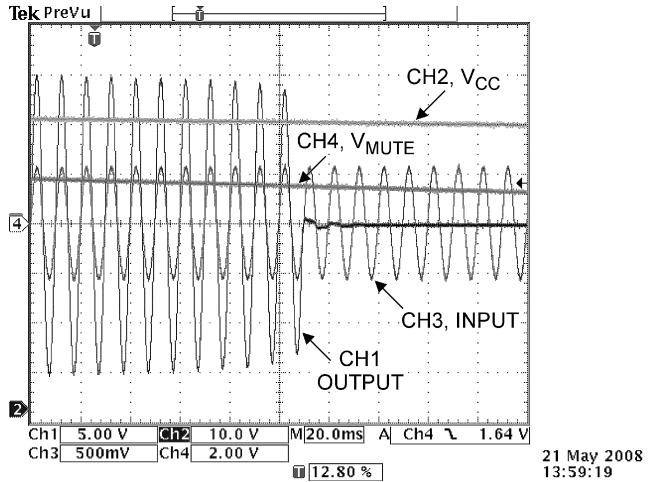 Tek PreVu
T
T
CH2, VCC
CH4, VMUTE
4
CH3, INPUT
CH1
OUTPUT
2
Ch1 5.00 V Ch2 10.0 V M 20.0ms A Ch4 1.64 V
Ch3 500mV Ch4 2.00 V
T 12.80 %
21 May 2008
13:59:19